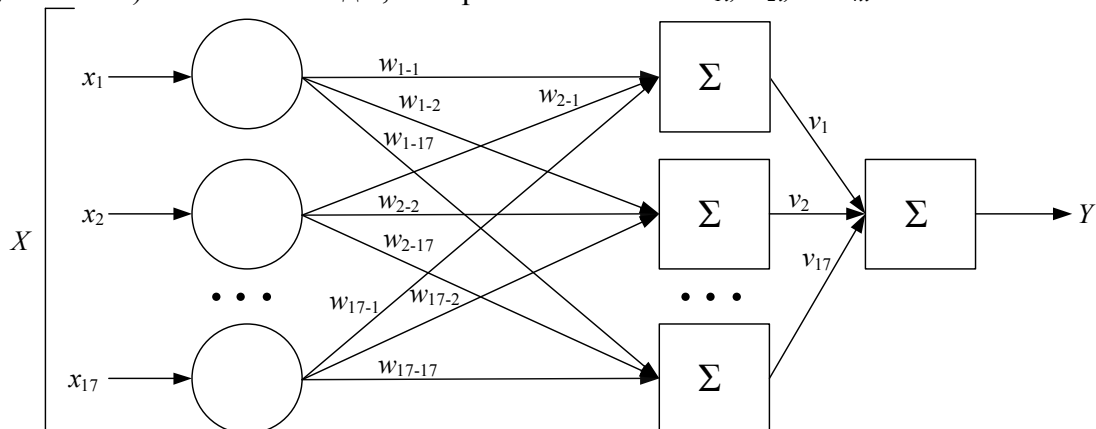 x1
w1-1
Σ
w1-2
w2-1
w1-17
v1
x2
w2-2
Σ
v2
Σ
Y
X
w2-17
v17
• • •
w17-1
w17-2
• • •
x17
w17-17
Σ